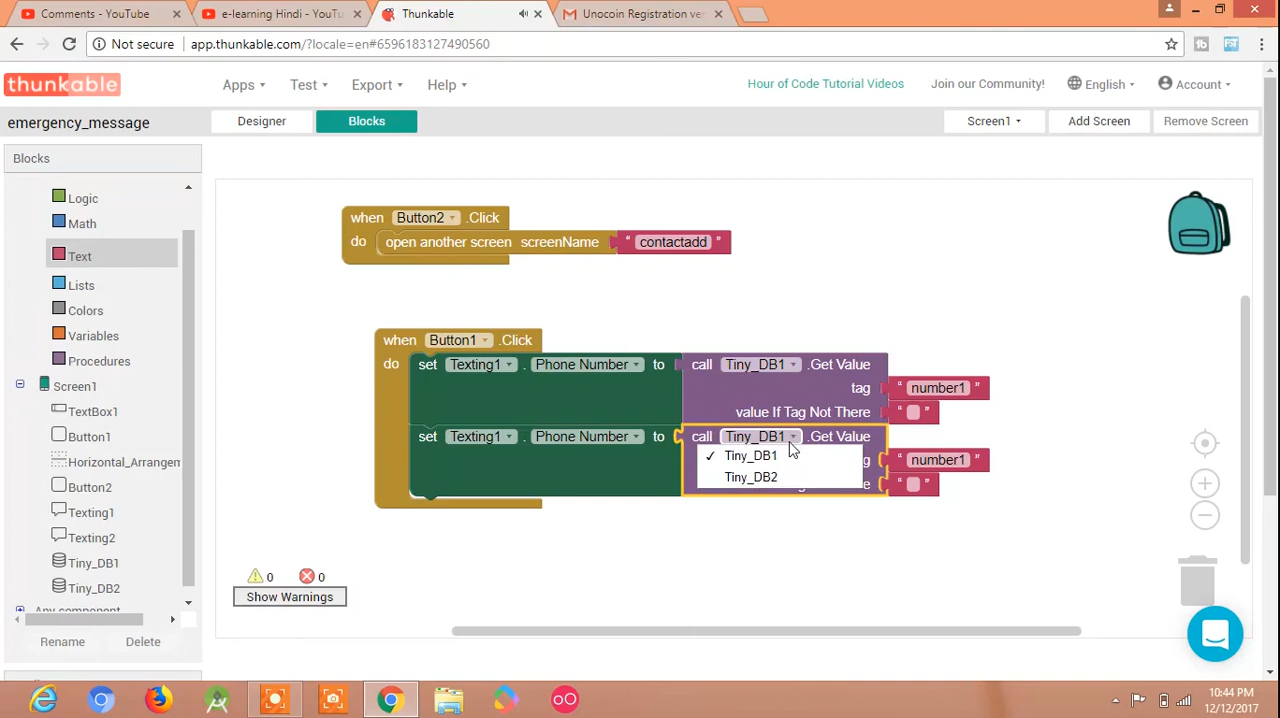 Comments - YouTube
e-learning Hindi - YouTu
Thunkable
Unocoin Registration ver
Not secure
app.thunkable.com/?locale=en#6596183127490560
thunkable
Apps
Test
Export
Help
Hour of Code Tutorial Videos
Join our Community!
English
Account
emergency_message
Designer
Blocks
Screen1
Add Screen
Remove Screen
Blocks
Logic
Math
Text
Lists
Colors
Variables
Procedures
Screen1
TextBox1
Button1
Horizontal_Arrangem
Button2
Texting1
Texting2
Tiny_DB1
Tiny_DB2
Any component
Rename
Delete
when Button2 .Click
do open another screen screenName " contactadd "
when Button1 .Click
do set Texting1 . Phone Number to call Tiny_DB1 .Get Value
tag " number1 "
value If Tag Not There " "
set Texting1 . Phone Number to call Tiny_DB1 .Get Value
✓ Tiny_DB1
g " number1 "
Tiny_DB2
e " "
0
0
Show Warnings
10:44 PM
12/12/2017